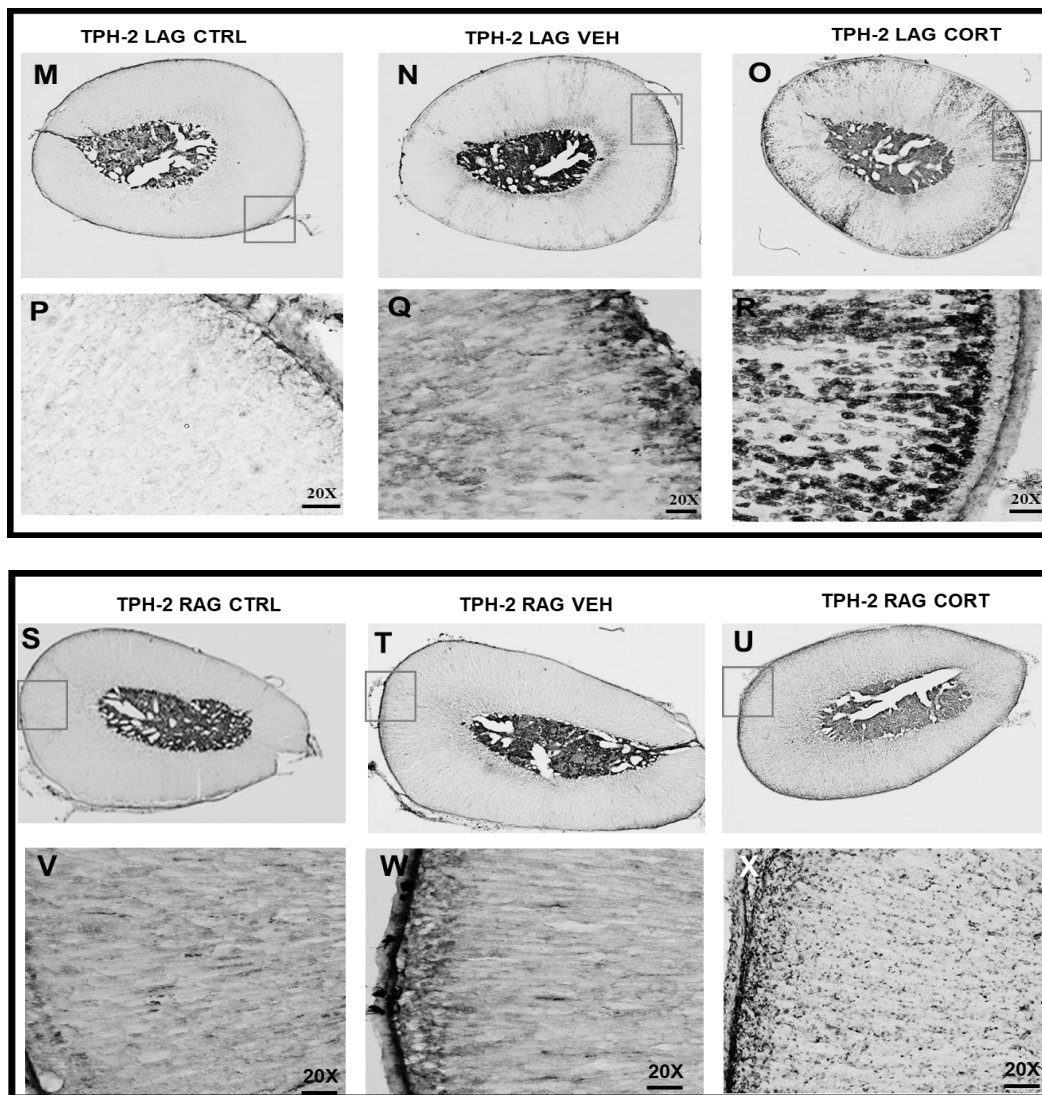 TPH-2 LAG CTRL
TPH-2 LAG VEH
TPH-2 LAG CORT
M
N
O
P
Q
R
20X
20X
20X
TPH-2 RAG CTRL
TPH-2 RAG VEH
TPH-2 RAG CORT
S
T
U
V
W
X
20X
20X
20X